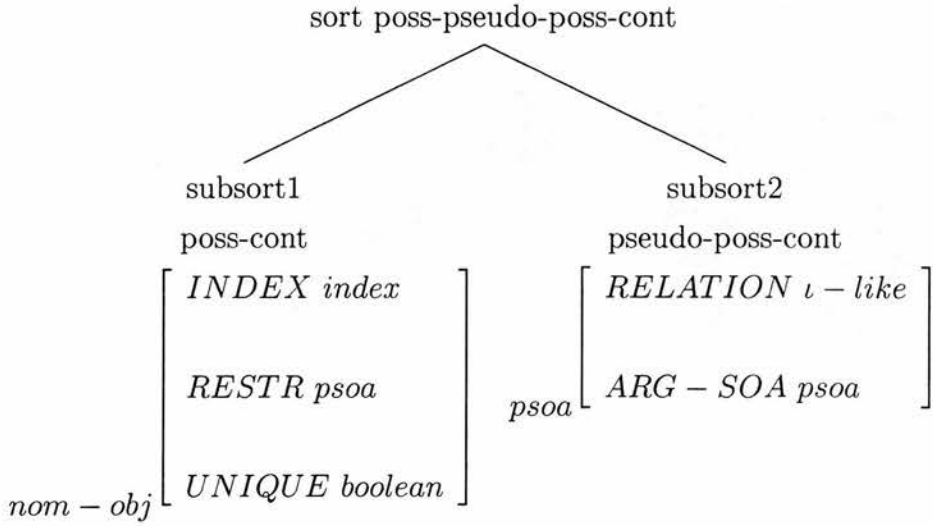 sort poss-pseudo-poss-cont
subsort1 subsort2
poss-cont pseudo-poss-cont
INDEX index RELATION ι − like
RESTR psoa psoa ARG − SOA psoa
nom − obj UNIQUE boolean